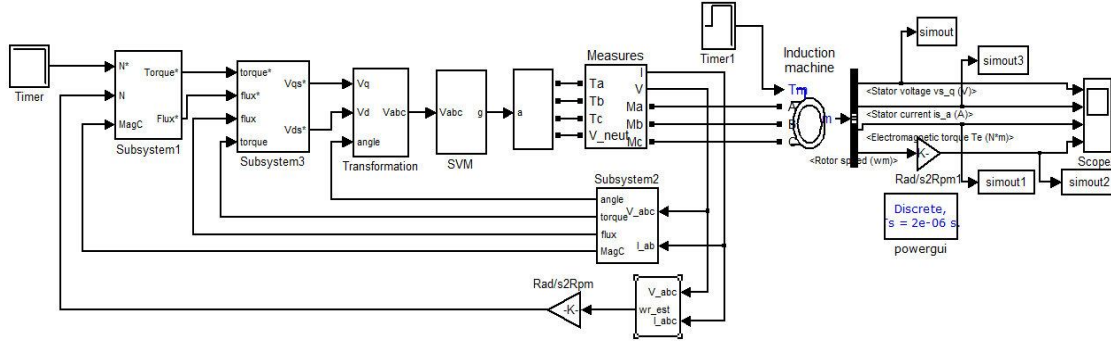 Timer
N*
N
MagC
Torque*
Flux*
Subsystem1
torque*
flux*
flux
torque
Vqs*
Vds*
Subsystem3
Vq
Vd
angle
Vabc
Transformation
Vabc
g
SVM
a
Measures
Ta
Tb
Tc
V_neut
I
V
Ma
Mb
Mc
Timer1
Induction
machine
Tm
A
B
C
m
simout
simout3
<Stator voltage vs_q (V)>
<Stator current is_a (A)>
<Electromagnetic torque Te (N*m)>
<Rotor speed (wm)>
-K-
Rad/s2Rpm1
Scope
simout1
simout2
Discrete,
Ts = 2e-06 s.
powergui
Subsystem2
angle
torque
flux
MagC
V_abc
I_ab
Rad/s2Rpm
-K-
V_abc
wr_est
I_abc